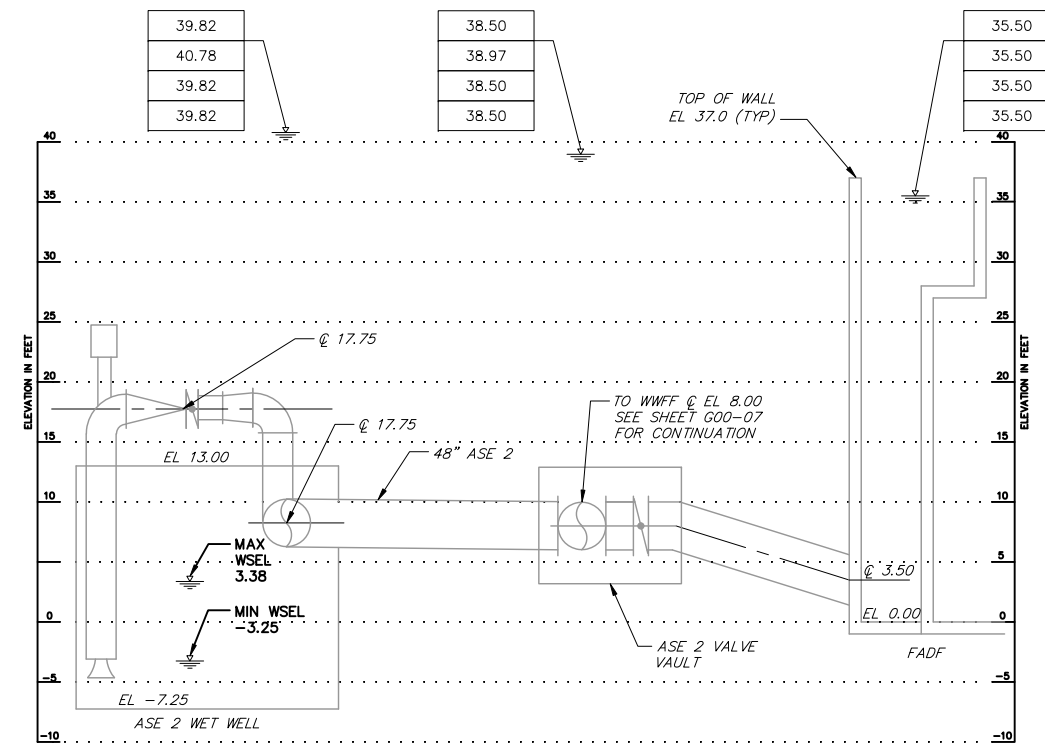 39.82
40.78
39.82
39.82
38.50
38.97
38.50
38.50
35.50
35.50
35.50
35.50
TOP OF WALL
EL 37.0 (TYP)
40
35
30
25
20
15
10
5
0
-5
-10
ELEVATION IN FEET
℄ 17.75
℄ 17.75
EL 13.00
48" ASE 2
TO WWFF ℄ EL 8.00
SEE SHEET G00-07
FOR CONTINUATION
MAX
WSEL
3.38
MIN WSEL
-3.25
EL -7.25
ASE 2 WET WELL
ASE 2 VALVE
VAULT
℄ 3.50
EL 0.00
FADF
40
35
30
25
20
15
10
5
0
-5
-10
ELEVATION IN FEET